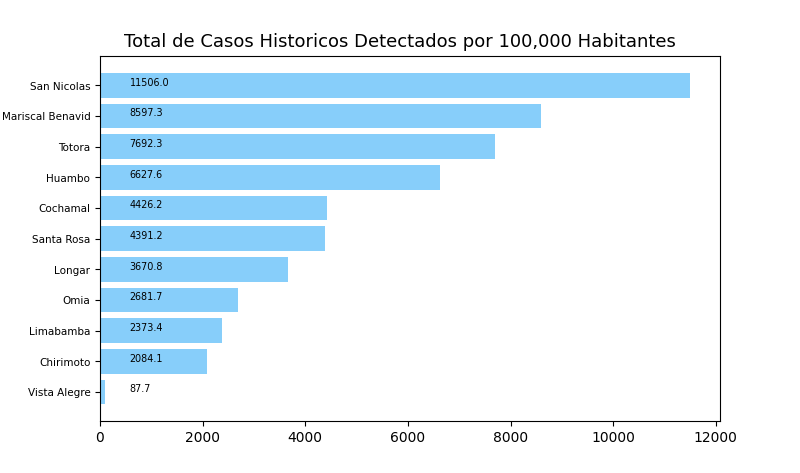 Total de Casos Historicos Detectados por 100,000 Habitantes
San Nicolas 11506.0
Mariscal Benavid 8597.3
Totora 7692.3
Huambo 6627.6
Cochamal 4426.2
Santa Rosa 4391.2
Longar 3670.8
Omia 2681.7
Limabamba 2373.4
Chirimoto 2084.1
Vista Alegre 87.7
0 2000 4000 6000 8000 10000 12000